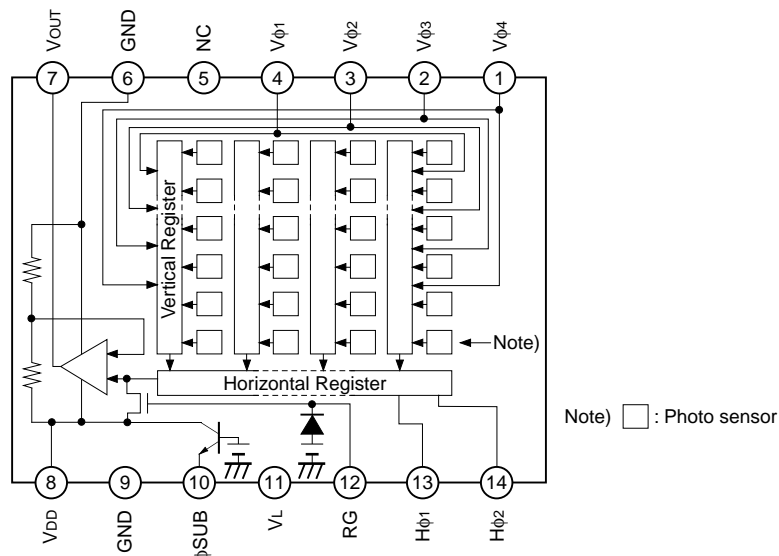 VOUT
GND
NC
Vϕ1
Vϕ2
Vϕ3
Vϕ4
7
6
5
4
3
2
1
Vertical Register
Note)
Horizontal Register
Note) : Photo sensor
8
9
10
11
12
13
14
VDD
GND
ϕSUB
VL
RG
Hϕ1
Hϕ2